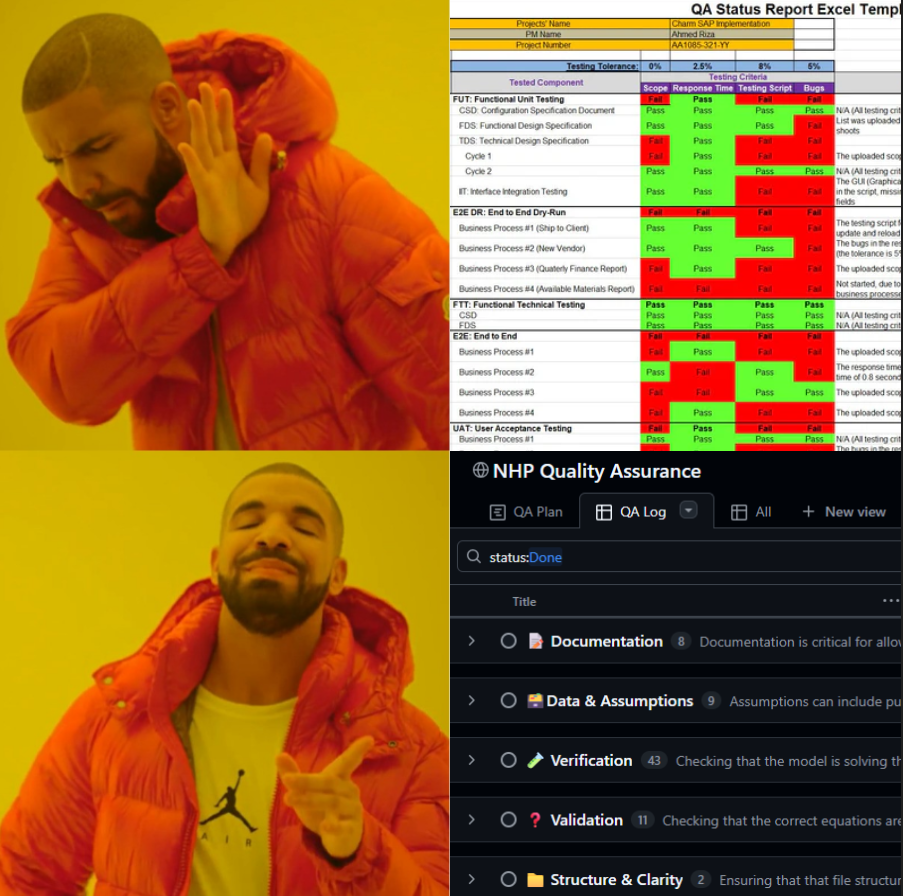 QA Status Report Excel Templ
Projects' Name Charm SAP Implementation
PM Name Ahmed Riza
Project Number AA1085-321-YY
Testing Tolerance: 0% 2.5% 8% 5%
Tested Component Testing Criteria
Scope Response Time Testing Script Bugs
FUT: Functional Unit Testing Fail Pass Fail Fail
CSD: Configuration Specification Document Pass Pass Pass Pass N/A (All testing crit
FDS: Functional Design Specification Pass Pass Pass Fail List was uploaded
shoots
TDS: Technical Design Specification Fail Pass Fail Fail
Cycle 1 Fail Pass Fail Fail The uploaded scop
Cycle 2 Pass Pass Pass Pass N/A (All testing crit
IIT: Interface Integration Testing Pass Pass Fail Fail The GUI (Graphica
in the script, missi
fields
E2E DR: End to End Dry-Run Fail Fail Fail Fail
Business Process #1 (Ship to Client) Pass Pass Fail Fail The testing script f
update and reload
Business Process #2 (New Vendor) Pass Pass Pass Fail The bugs in the res
(the tolerance is 5%
Business Process #3 (Quaterly Finance Report) Fail Pass Fail Fail The uploaded scop
Business Process #4 (Available Materials Report) Fail Fail Fail Fail Not started, due to
business processe
FTT: Functional Technical Testing Pass Pass Pass Pass
CSD Pass Pass Pass Pass N/A (All testing crit
FDS Pass Pass Pass Pass N/A (All testing crit
E2E: End to End Fail Fail Fail Fail
Business Process #1 Fail Pass Fail Fail The uploaded scop
Business Process #2 Pass Fail Pass Fail The response time
time of 0.8 second
Business Process #3 Fail Fail Pass Pass The uploaded scop
Business Process #4 Fail Pass Fail Fail The uploaded scop
UAT: User Acceptance Testing Fail Pass Fail Fail
Business Process #1 Pass Pass Pass Pass N/A (All testing crit
The bugs in the res
NHP Quality Assurance
QA Plan QA Log All + New view
status:Done
Title ...
Documentation 8 Documentation is critical for allow
Data & Assumptions 9 Assumptions can include pu
Verification 43 Checking that the model is solving th
Validation 11 Checking that the correct equations are
Structure & Clarity 2 Ensuring that that file structur
AIR